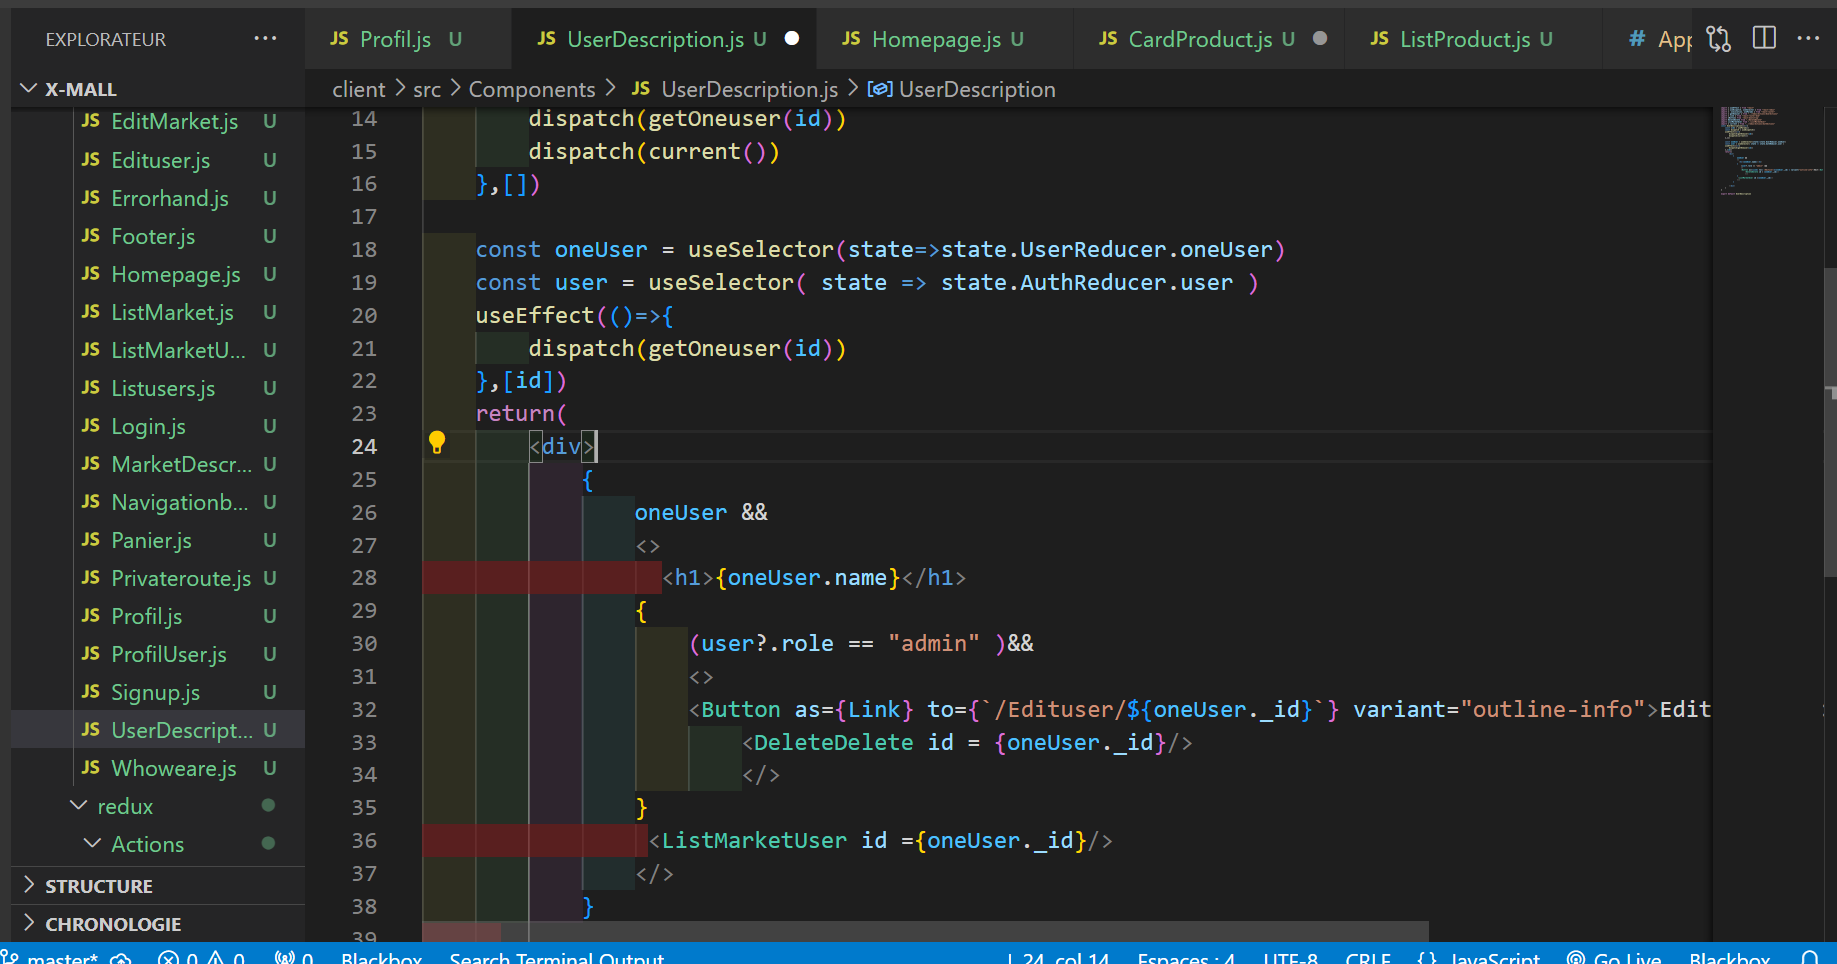 EXPLORATEUR ···
JS Profil.js U
JS UserDescription.js U ●
JS Homepage.js U
JS CardProduct.js U ●
JS ListProduct.js U
# App
X-MALL
client > src > Components > JS UserDescription.js > UserDescription
JS EditMarket.js U
JS Edituser.js U
JS Errorhand.js U
JS Footer.js U
JS Homepage.js U
JS ListMarket.js U
JS ListMarketU... U
JS Listusers.js U
JS Login.js U
JS MarketDescr... U
JS Navigationb... U
JS Panier.js U
JS Privateroute.js U
JS Profil.js U
JS ProfilUser.js U
JS Signup.js U
JS UserDescript... U
JS Whoweare.js U
redux
Actions
STRUCTURE
CHRONOLOGIE
14 dispatch(getOneuser(id))
15 dispatch(current())
16 },[])
17
18 const oneUser = useSelector(state=>state.UserReducer.oneUser)
19 const user = useSelector( state => state.AuthReducer.user )
20 useEffect(()=>{
21 dispatch(getOneuser(id))
22 },[id])
23 return(
24 <div>
25 {
26 oneUser &&
27 <>
28 <h1>{oneUser.name}</h1>
29 {
30 (user?.role == "admin" )&&
31 <>
32 <Button as={Link} to={`/Edituser/${oneUser._id}`} variant="outline-info">Edit
33 <DeleteDelete id = {oneUser._id}/>
34 </>
35 }
36 <ListMarketUser id ={oneUser._id}/>
37 </>
38 }
39
master* 0 0 0 Blackbox Search Terminal Output L 24, col 14 Espaces : 4 UTF-8 CRLF {} JavaScript Go Live Blackbox